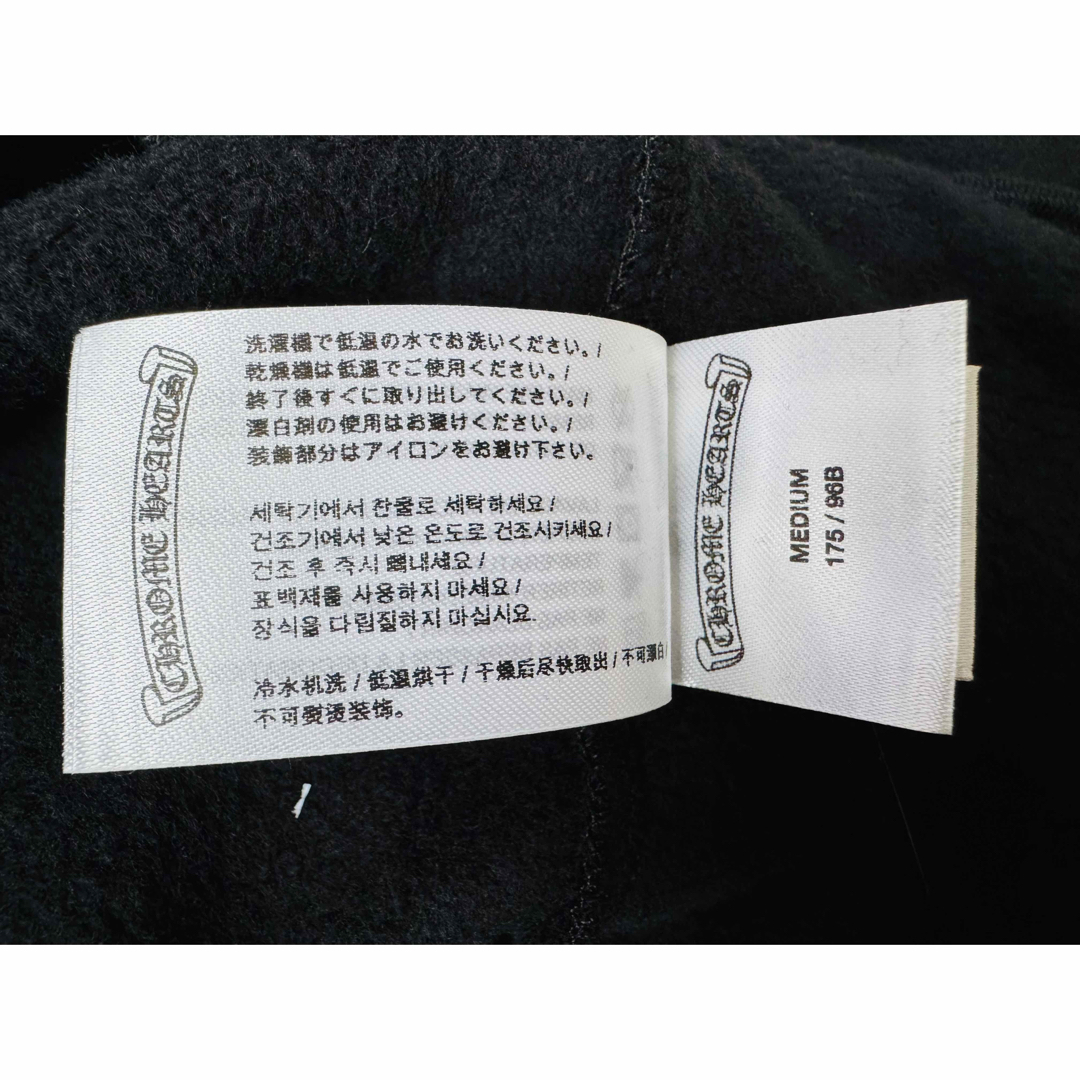 CHROME HEARTS
洗濯機で低温の水でお洗いください。/
乾燥機は低温でご使用ください。/
終了後すぐに取り出してください。/
漂白剤の使用はお避けください。/
装飾部分はアイロンをお避け下さい。
세탁기에서 찬물로 세탁하세요/
건조기에서 낮은 온도로 건조시키세요/
건조 후 즉시 빼내세요/
표백제를 사용하지 마세요/
장식을 다림질하지 마십시요.
冷水机洗/低温烘干/干燥后尽快取出/不可漂白/
不可熨烫装饰。
CHROME HEARTS
MEDIUM
175/96B